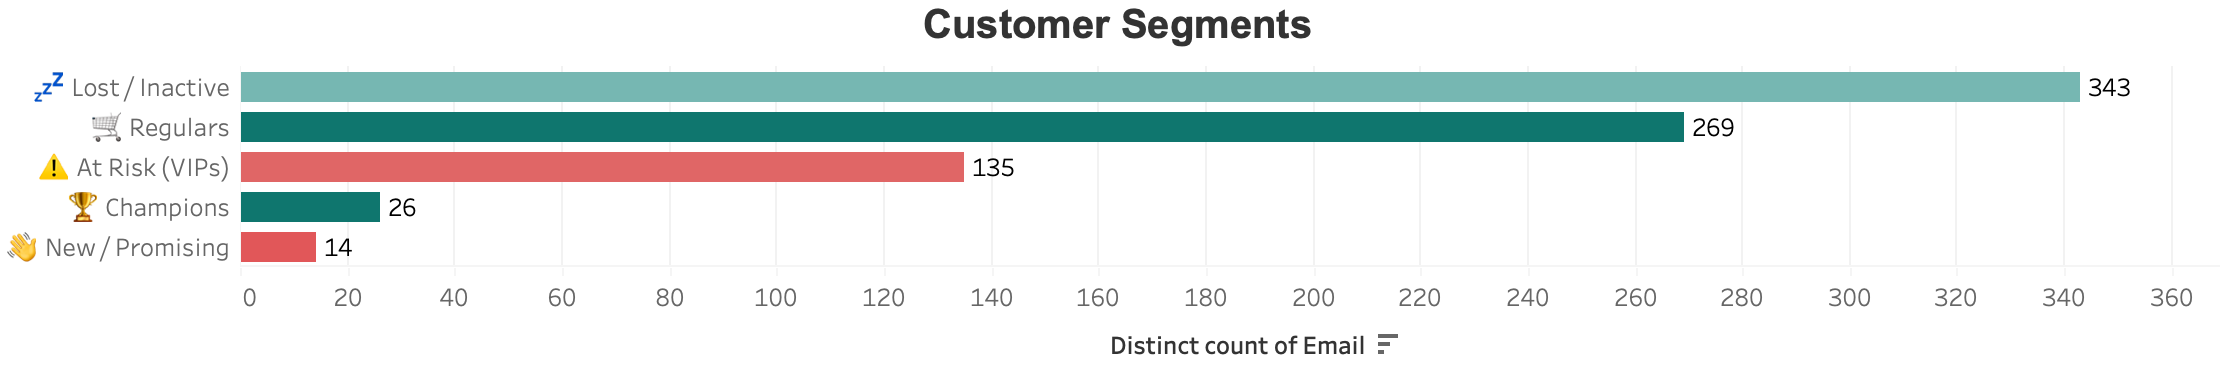 Customer Segments
💤 Lost / Inactive 343
🛒 Regulars 269
⚠️ At Risk (VIPs) 135
🏆 Champions 26
👋 New / Promising 14
0 20 40 60 80 100 120 140 160 180 200 220 240 260 280 300 320 340 360
Distinct count of Email